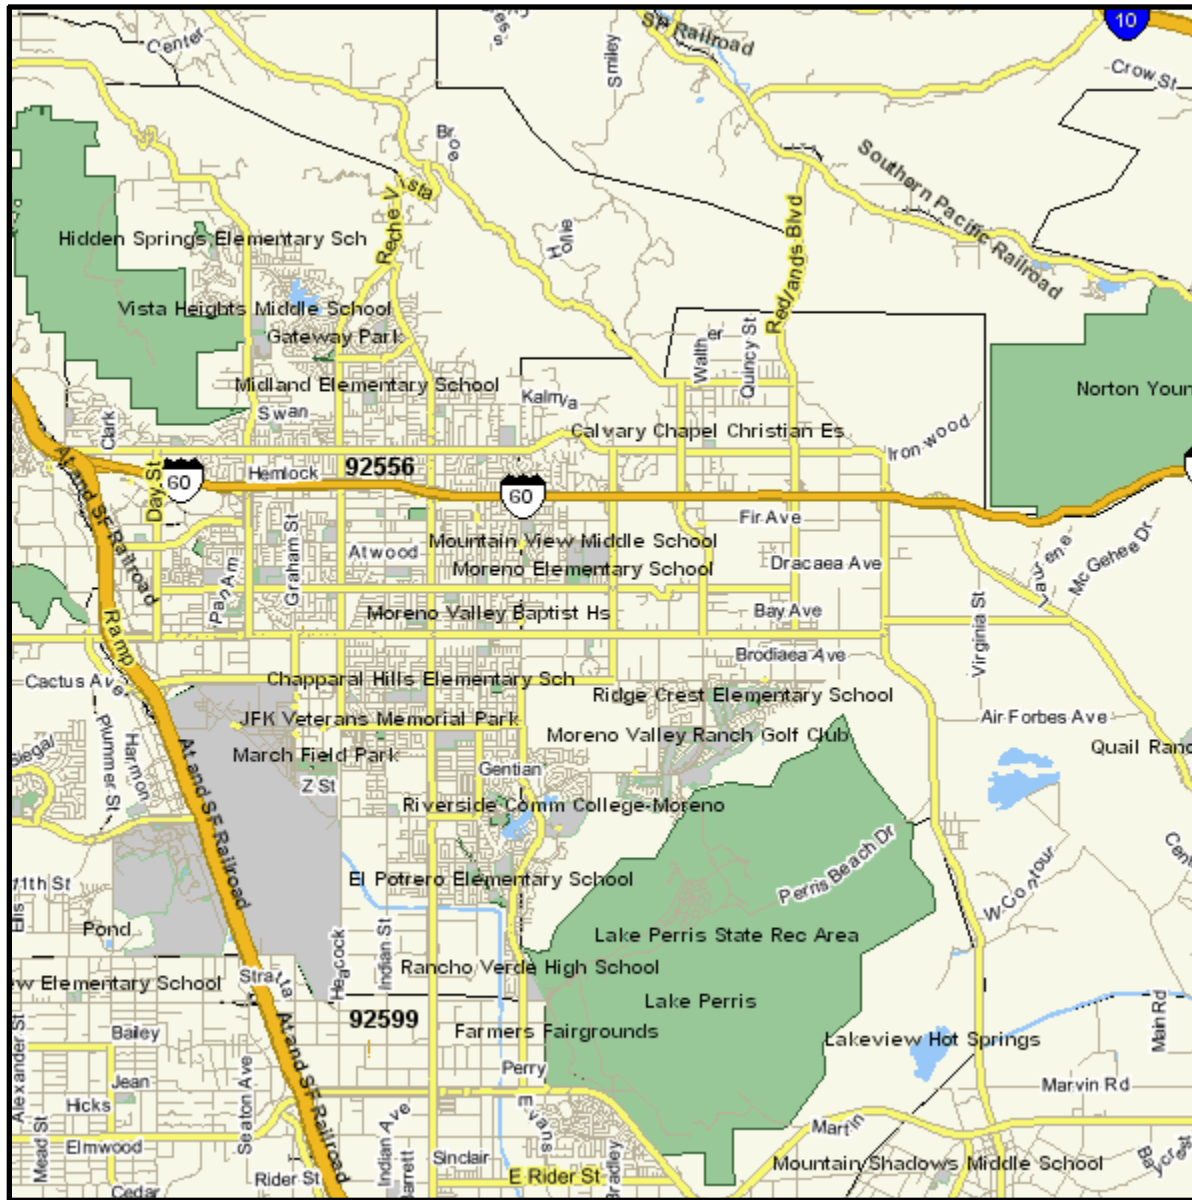 10
SP Railroad
Center
Smiley
Crow St
Southern Pacific Railroad
Reche V
ista
Redlands Blvd
Hidden Springs Elementary Sch
Vista Heights Middle School
Gateway Park
Quincy St
Midland Elementary School
Norton Youn
Kalmya
Swan
Clark
Calvary Chapel Christian Es
Iron wood
Hemlock
92556
60
60
Day St
At and SF Railroad
Fir Ave
Graham St
Atwood
Mountain View Middle School
Moreno Elementary School
Dracaea Ave
Mc Gehee Dr
Pan Am
Moreno Valley Baptist Hs
Bay Ave
Virginia St
Ramp
Brodiaea Ave
Cactus Ave
Chapparal Hills Elementary Sch
Ridge Crest Elementary School
JFK Veterans Memorial Park
Air Forbes Ave
Plummer St
Harmon
March Field Park
Moreno Valley Ranch Golf Club
Quail Ranc
Gentian
Z St
At and SF Railroad
Riverside Comm College-Moreno
Perris Beach Dr
W Contour
11th St
El Potrero Elementary School
Ellis
Pond
Lake Perris State Rec Area
Heacock
Indian St
Rancho Verde High School
Stratta
ew Elementary School
Lake Perris
92599
Farmers Fairgrounds
Lakeview Hot Springs
Main Rd
Alexander St
Bailey
At and SF Railroad
Perry
Jean
Marvin Rd
Hicks
Seaton Ave
Evans
Martin
Mead St
Elmwood
Indian Ave
Barrett
Sinclair
Bradley
Mountain Shadows Middle School
Cedar
Rider St
E Rider St